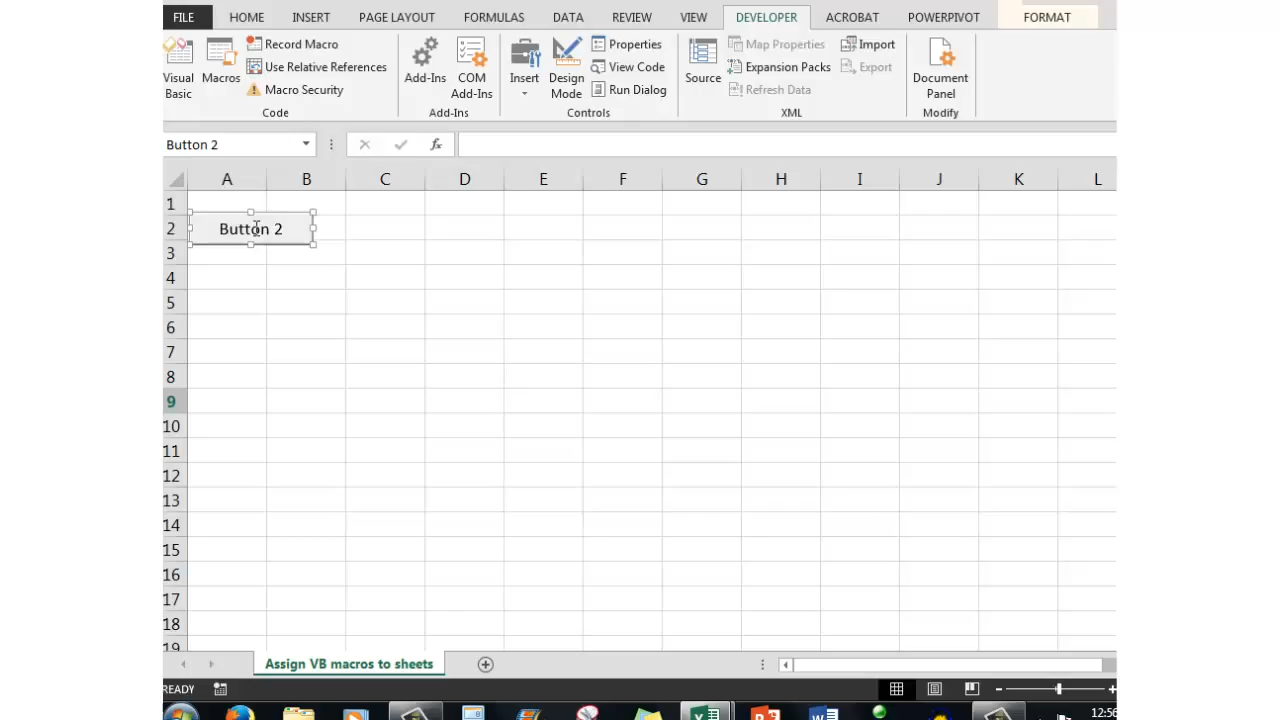 FILE HOME INSERT PAGE LAYOUT FORMULAS DATA REVIEW VIEW DEVELOPER ACROBAT POWERPIVOT FORMAT
Visual Basic
Macros
Record Macro
Use Relative References
Macro Security
Code
Add-Ins
COM Add-Ins
Add-Ins
Insert
Design Mode
Properties
View Code
Run Dialog
Controls
Source
Map Properties
Expansion Packs
Refresh Data
Import
Export
XML
Document Panel
Modify
Button 2
fx
A B C D E F G H I J K L
1
2 Button 2
3
4
5
6
7
8
9
10
11
12
13
14
15
16
17
18
19
Assign VB macros to sheets
READY
12:56